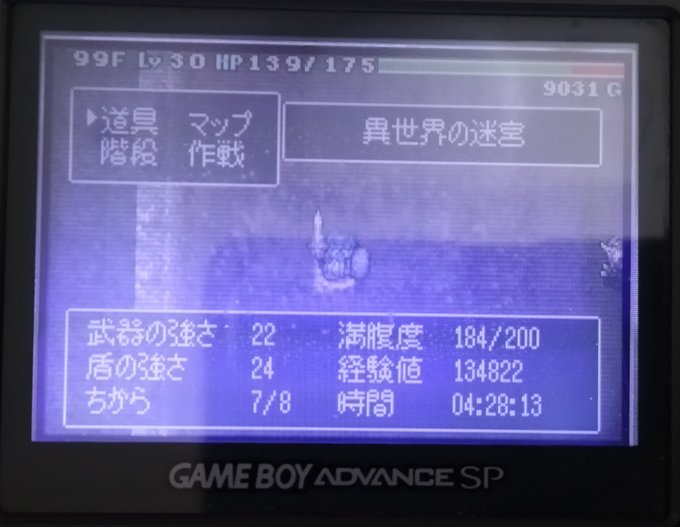 99F Lv30 HP139/175
9031G
▶道具 マップ
階段 作戦
異世界の迷宮
武器の強さ 22 満腹度 184/200
盾の強さ 24 経験値 134822
ちから 7/8 時間 04:28:13
GAME BOY ADVANCE SP